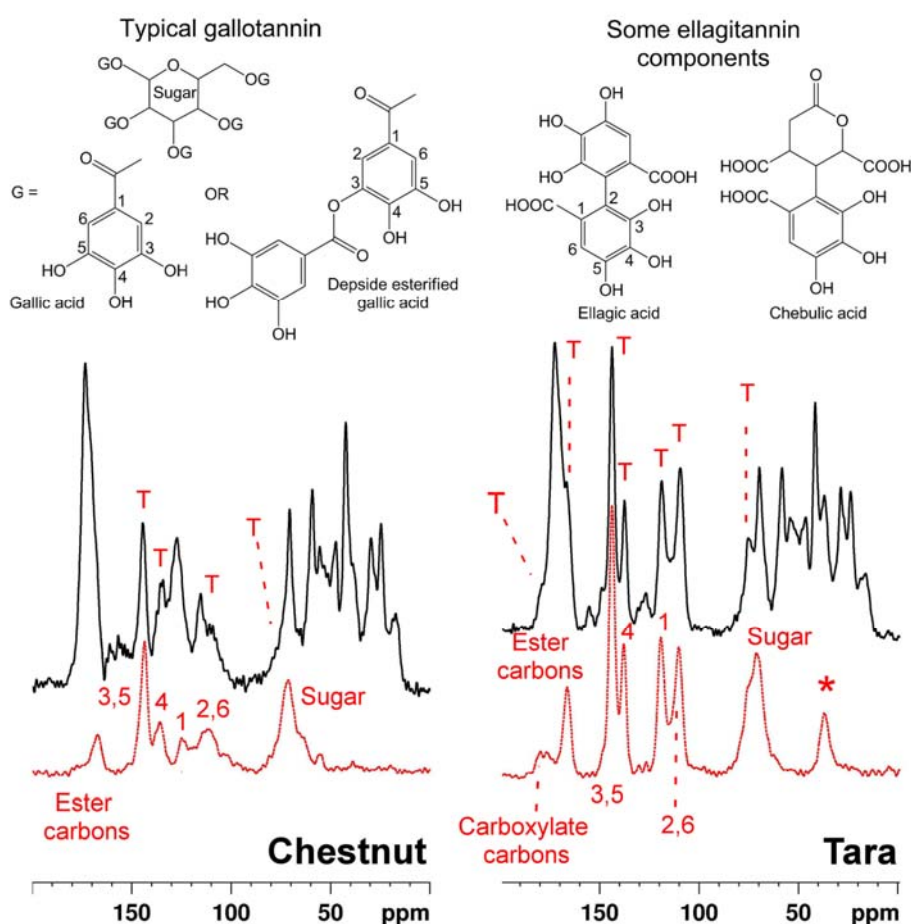 Typical gallotannin
GO
O
Sugar
OG
GO
OG
OG
G =
O
1
6
2
5
3
4
HO
OH
OH
Gallic acid
OR
O
1
2
6
3
5
4
O
OH
OH
O
HO
HO
OH
Depside esterified
gallic acid
Some ellagitannin
components
OH
HO
HO
HO
COOH
2
HOOC
1
OH
3
6
4
5
OH
OH
Ellagic acid
O
O
HOOC
COOH
HOOC
OH
OH
OH
Chebulic acid
T
T
T
T
3,5
4
1
2,6
Sugar
Ester
carbons
Chestnut
150
100
50
ppm
T
T
T
T
T
T
T
Ester
carbons
4
1
Sugar
*
3,5
2,6
Carboxylate
carbons
Tara
150
100
50
ppm